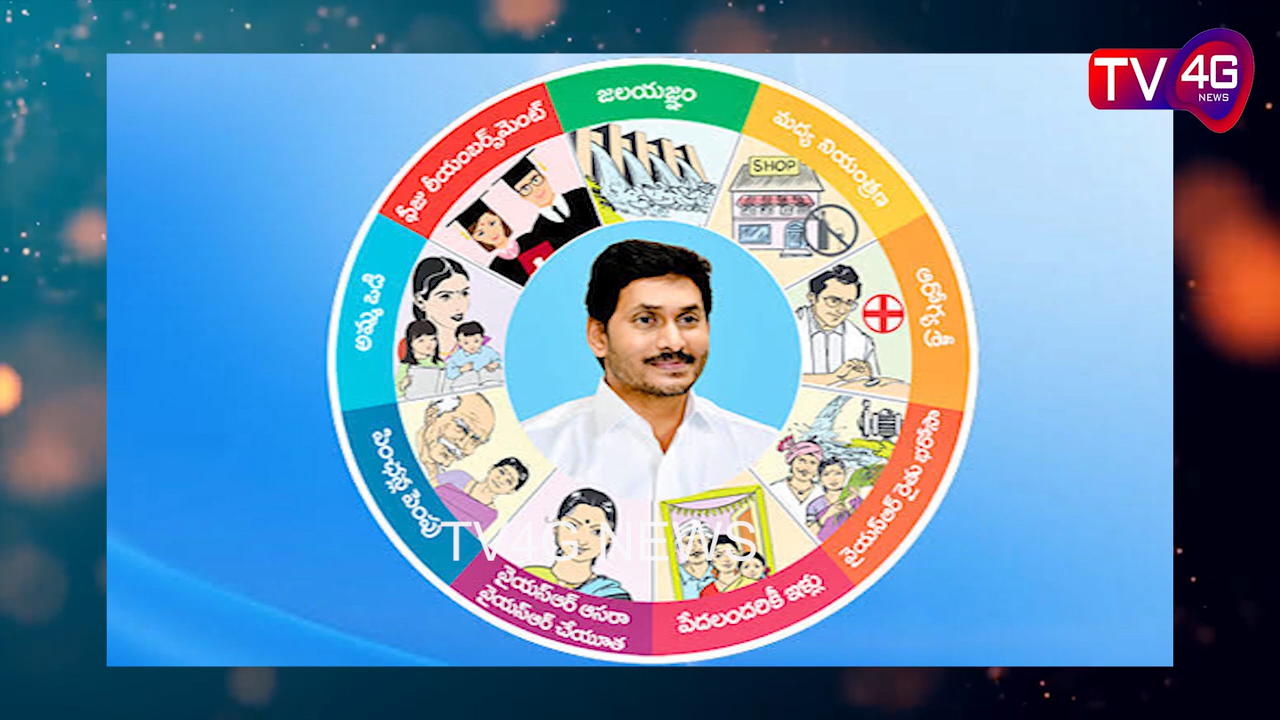 TV 4G
NEWS
జలయజ్ఞం
మద్య నియంత్రణ
SHOP
ఆరోగ్యశ్రీ
వైయస్ఆర్ రైతు భరోసా
పేదలందరికీ ఇళ్లు
వైయస్ఆర్ ఆసరా
వైయస్ఆర్ చేయూత
పింఛన్ల పెంపు
అమ్మ ఒడి
ఫీజు రీయింబర్స్‌మెంట్
TV4G NEWS